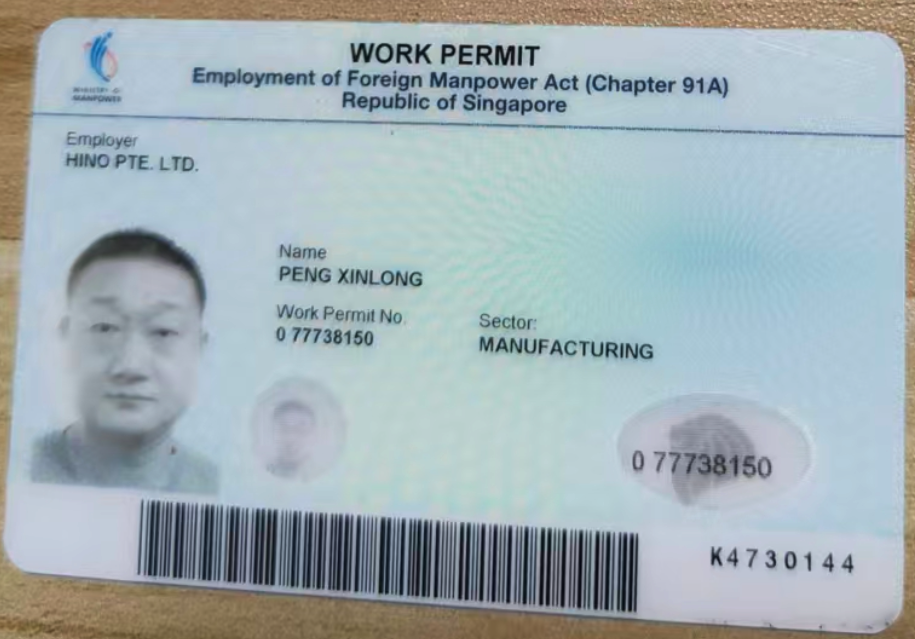 WORK PERMIT
Employment of Foreign Manpower Act (Chapter 91A)
Republic of Singapore
MINISTRY OF
MANPOWER
Employer
HINO PTE. LTD.
Name
PENG XINLONG
Work Permit No.
0 77738150
Sector:
MANUFACTURING
0 77738150
K4730144